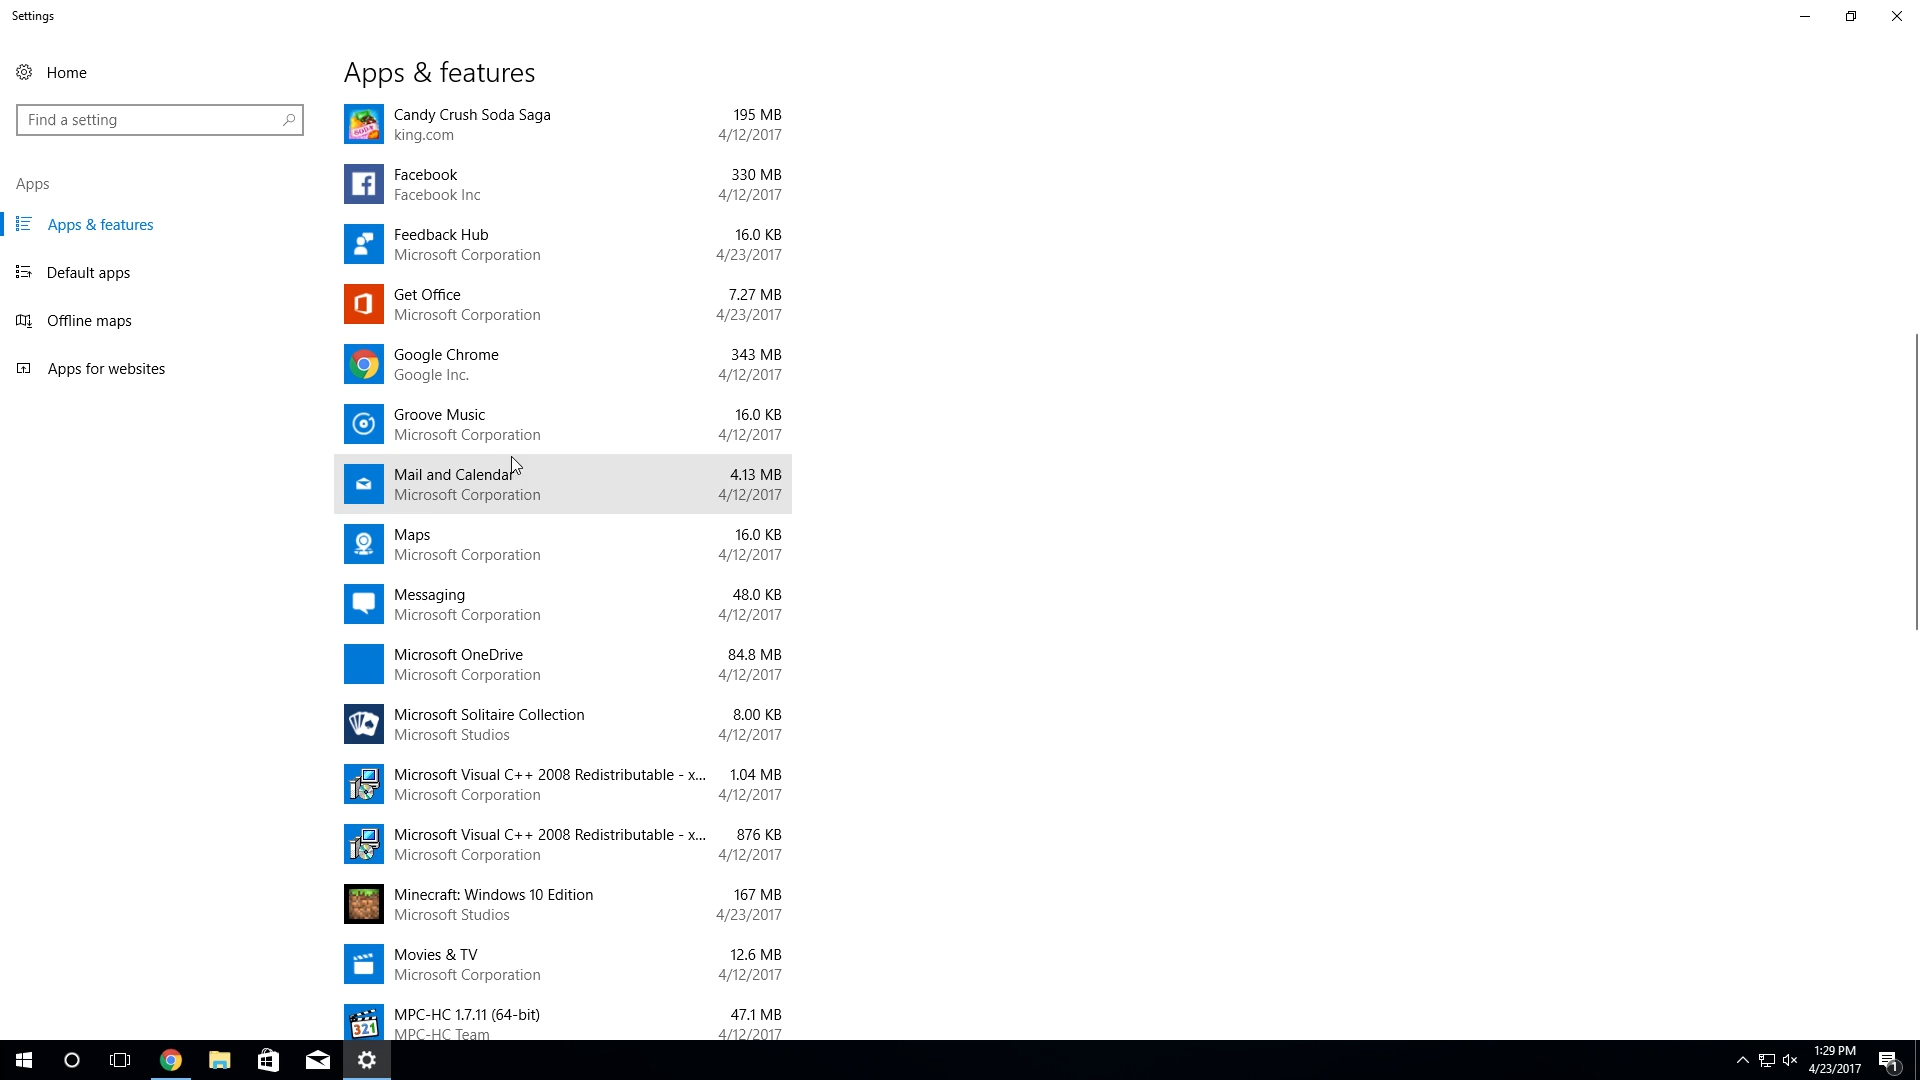 Settings
Home
Find a setting
Apps
Apps & features
Default apps
Offline maps
Apps for websites
Apps & features
Candy Crush Soda Saga 195 MB
king.com 4/12/2017
Facebook 330 MB
Facebook Inc 4/12/2017
Feedback Hub 16.0 KB
Microsoft Corporation 4/23/2017
Get Office 7.27 MB
Microsoft Corporation 4/23/2017
Google Chrome 343 MB
Google Inc. 4/12/2017
Groove Music 16.0 KB
Microsoft Corporation 4/12/2017
Mail and Calendar 4.13 MB
Microsoft Corporation 4/12/2017
Maps 16.0 KB
Microsoft Corporation 4/12/2017
Messaging 48.0 KB
Microsoft Corporation 4/12/2017
Microsoft OneDrive 84.8 MB
Microsoft Corporation 4/12/2017
Microsoft Solitaire Collection 8.00 KB
Microsoft Studios 4/12/2017
Microsoft Visual C++ 2008 Redistributable - x... 1.04 MB
Microsoft Corporation 4/12/2017
Microsoft Visual C++ 2008 Redistributable - x... 876 KB
Microsoft Corporation 4/12/2017
Minecraft: Windows 10 Edition 167 MB
Microsoft Studios 4/23/2017
Movies & TV 12.6 MB
Microsoft Corporation 4/12/2017
MPC-HC 1.7.11 (64-bit) 47.1 MB
MPC-HC Team 4/12/2017
SODA
321
1:29 PM
4/23/2017
1